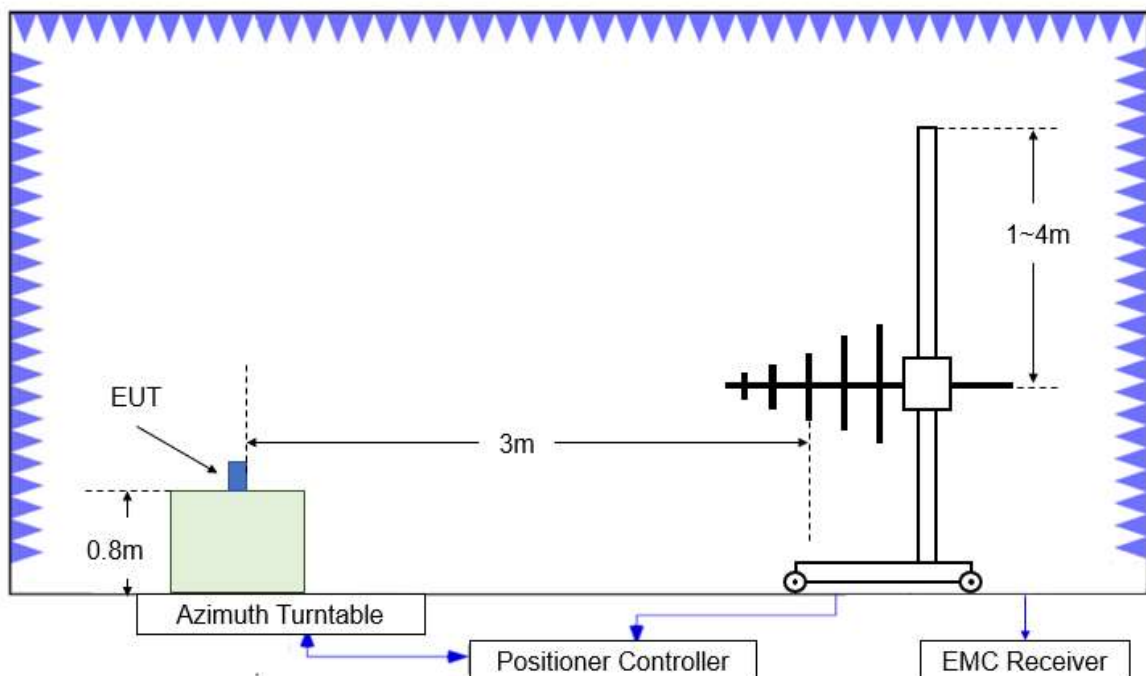 1~4m
EUT
3m
0.8m
Azimuth Turntable
Positioner Controller
EMC Receiver